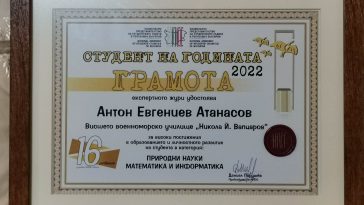 СТУДЕНТ НА ГОДИНАТА
2022
ГРАМОТА
експертното жури удостоява
Антон Евгениев Атанасов
Висшето военноморско училище „Никола Й. Вапцаров“
за високи постижения
в образованието и личностното развитие
на студента в категория:
16
ПРИРОДНИ НАУКИ
МАТЕМАТИКА И ИНФОРМАТИКА